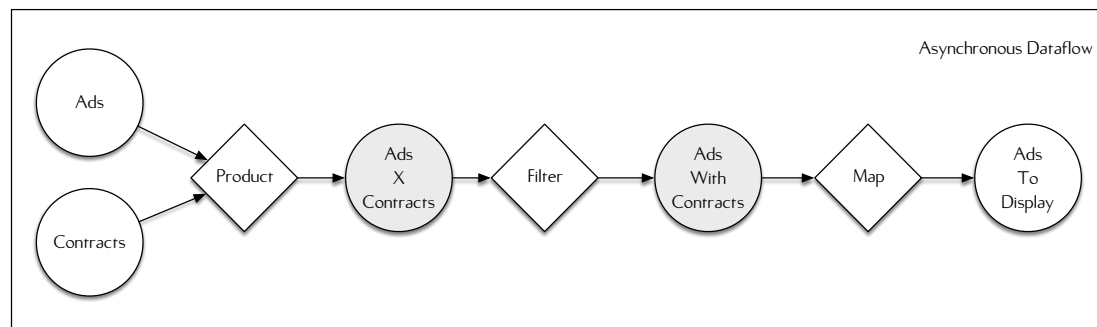 Asynchronous Dataflow
Ads
Contracts
Product
Ads
X
Contracts
Filter
Ads
With
Contracts
Map
Ads
To
Display